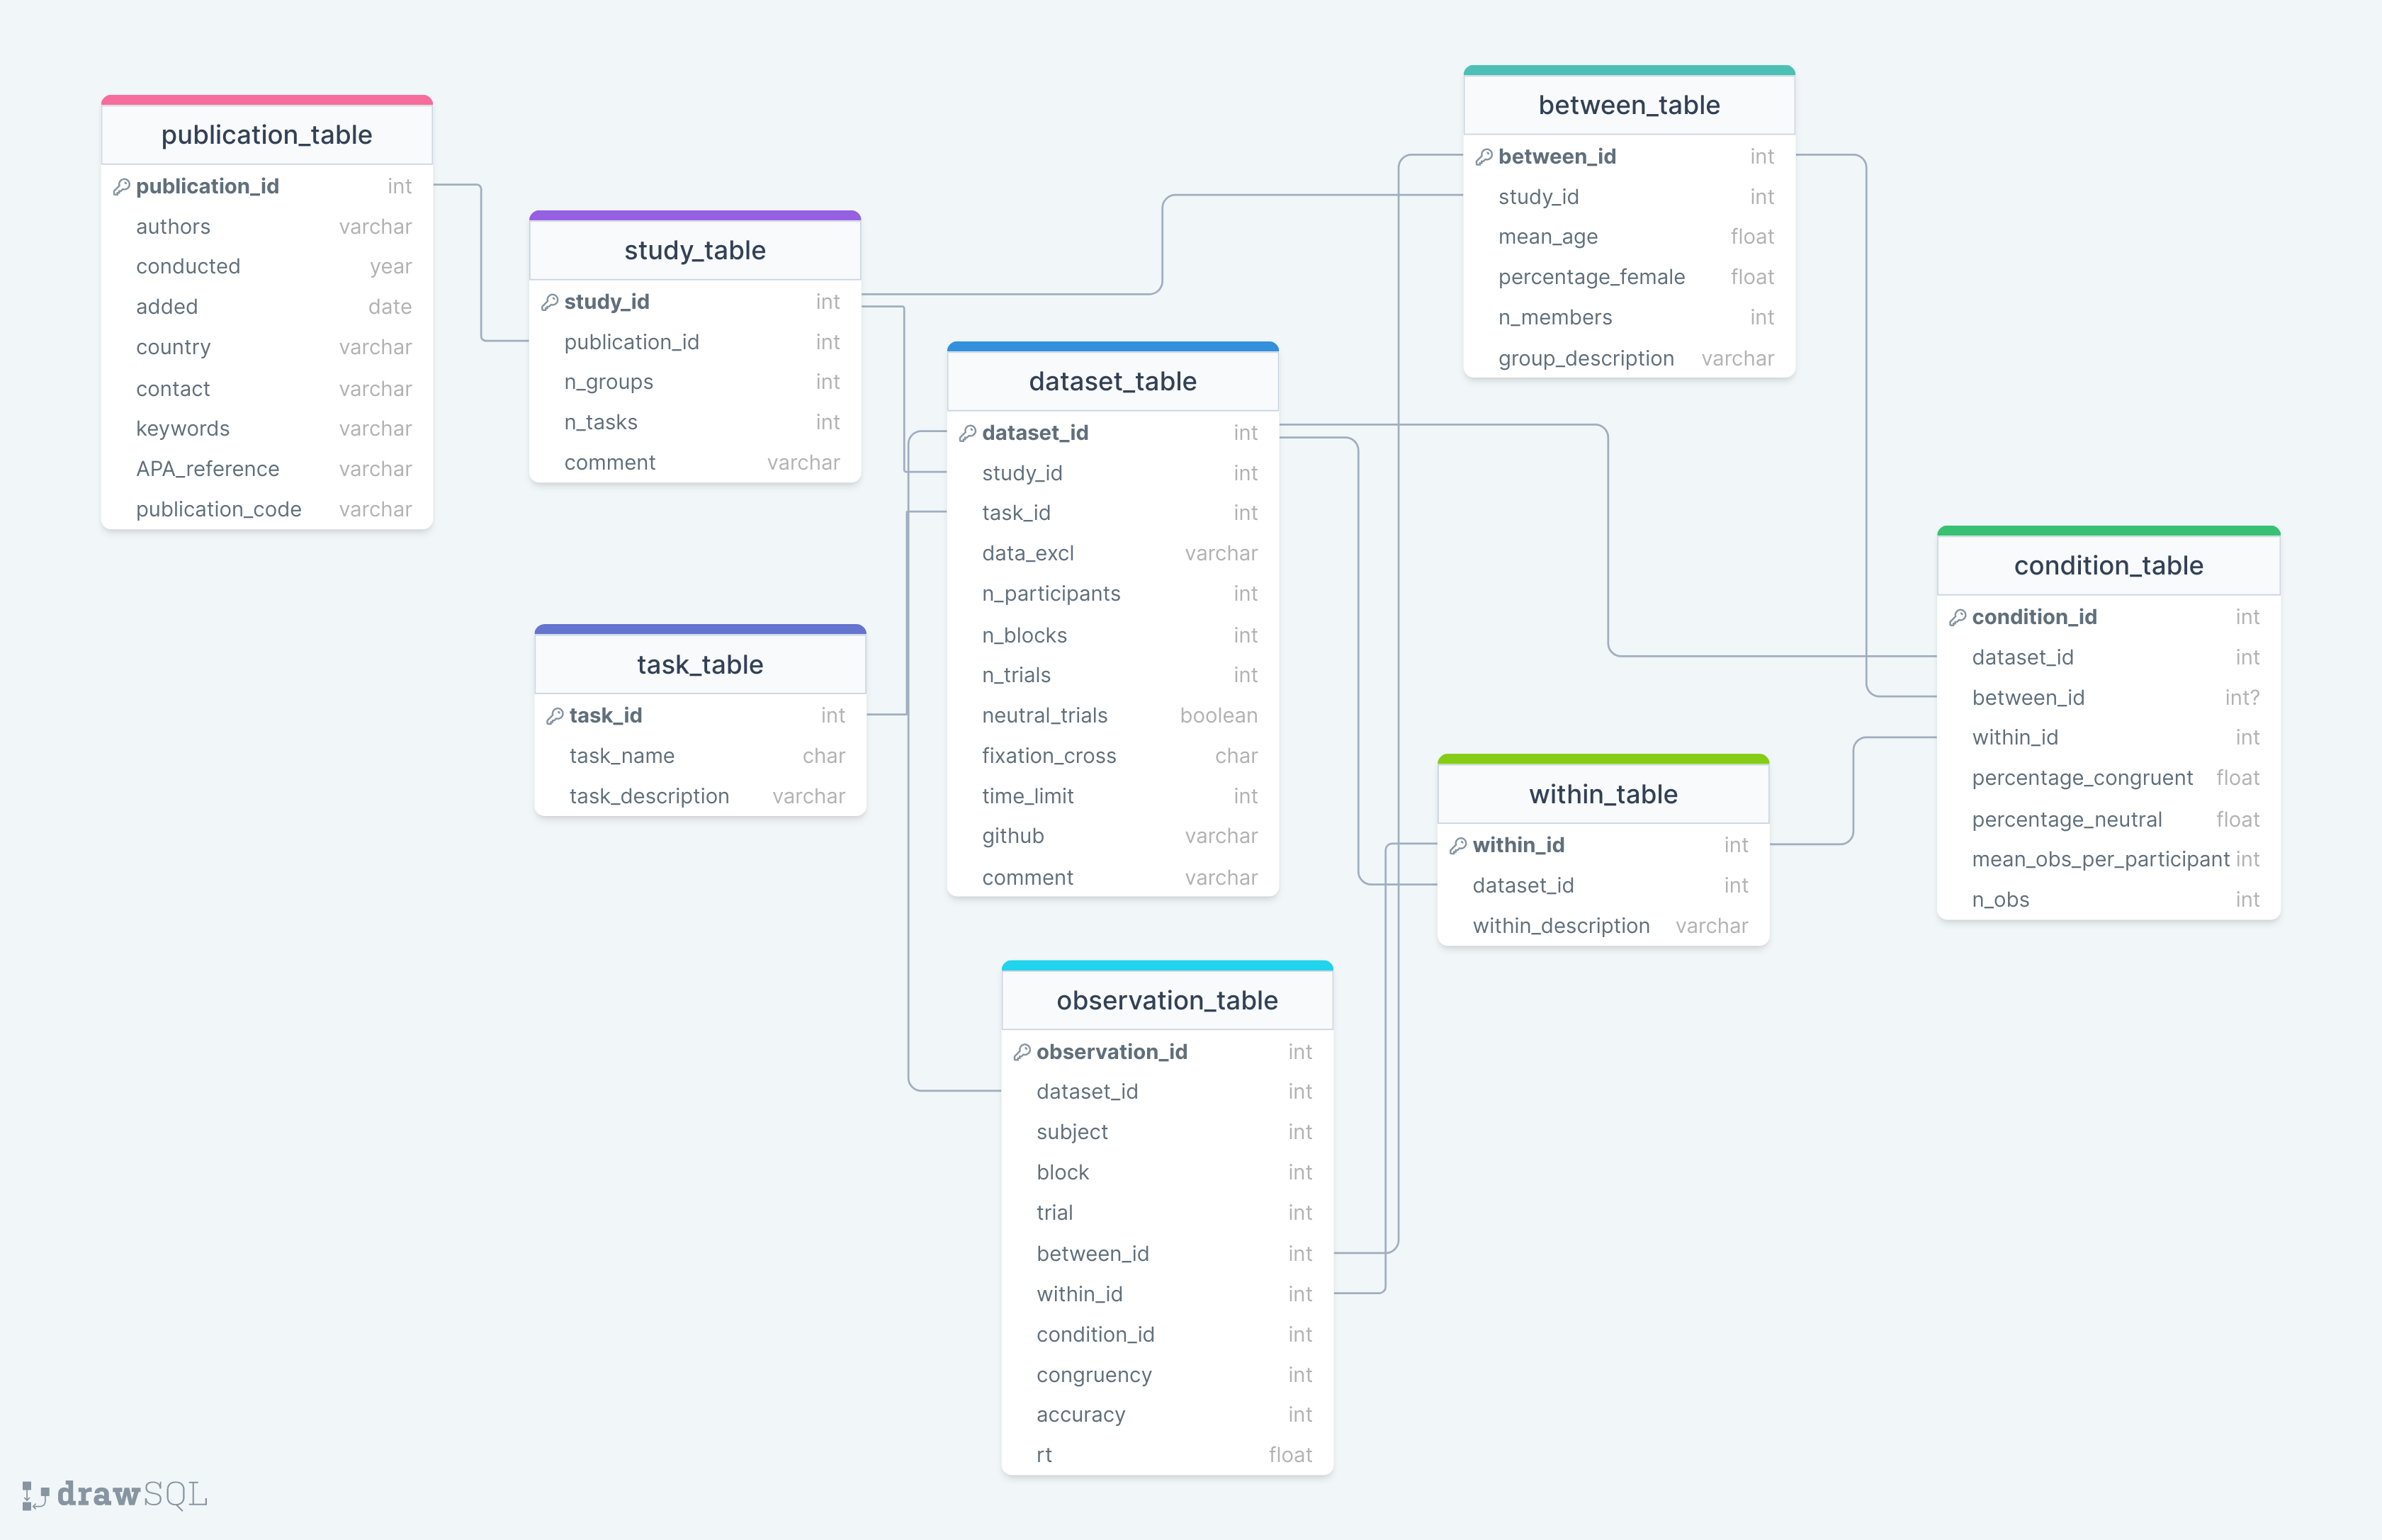 publication_table
publication_id int
authors varchar
conducted year
added date
country varchar
contact varchar
keywords varchar
APA_reference varchar
publication_code varchar
study_table
study_id int
publication_id int
n_groups int
n_tasks int
comment varchar
task_table
task_id int
task_name char
task_description varchar
dataset_table
dataset_id int
study_id int
task_id int
data_excl varchar
n_participants int
n_blocks int
n_trials int
neutral_trials boolean
fixation_cross char
time_limit int
github varchar
comment varchar
observation_table
observation_id int
dataset_id int
subject int
block int
trial int
between_id int
within_id int
condition_id int
congruency int
accuracy int
rt float
between_table
between_id int
study_id int
mean_age float
percentage_female float
n_members int
group_description varchar
within_table
within_id int
dataset_id int
within_description varchar
condition_table
condition_id int
dataset_id int
between_id int?
within_id int
percentage_congruent float
percentage_neutral float
mean_obs_per_participant int
n_obs int
drawSQL